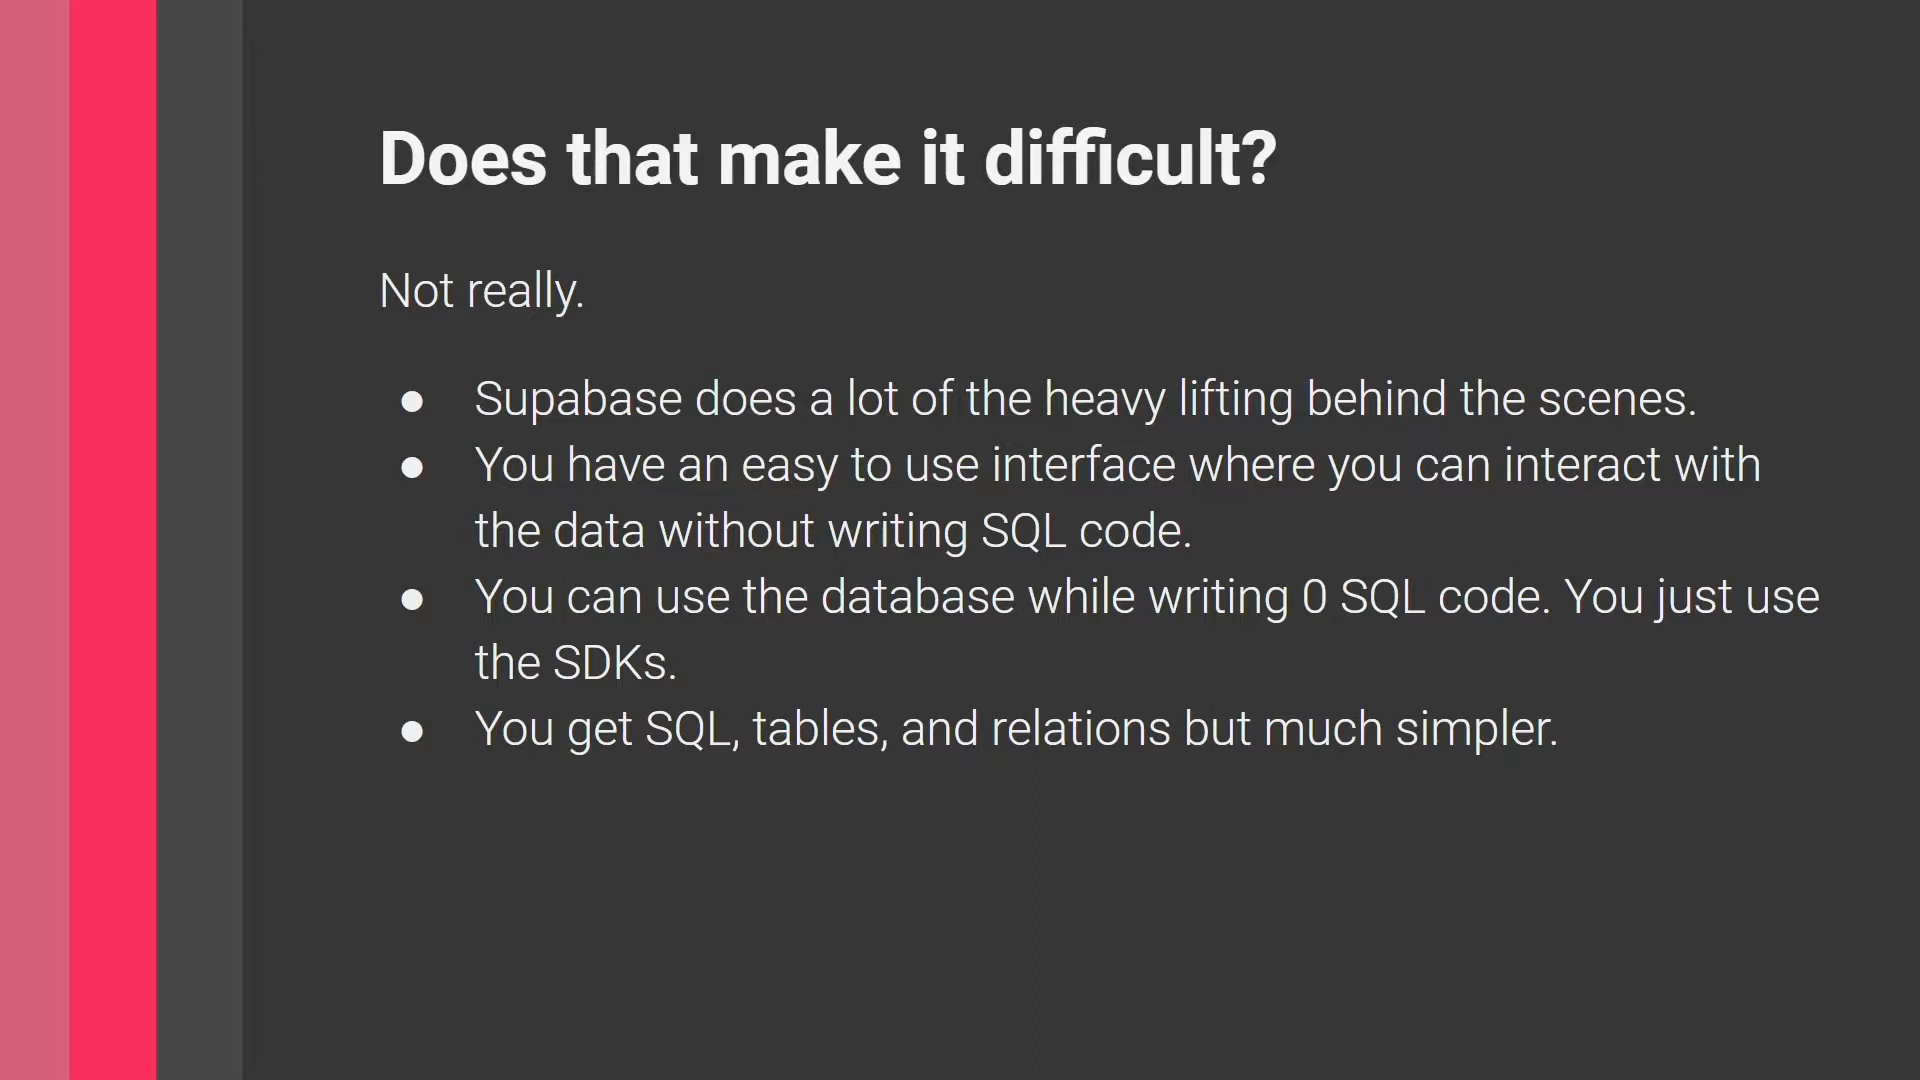 Does that make it difficult?
Not really.
● Supabase does a lot of the heavy lifting behind the scenes.
● You have an easy to use interface where you can interact with
the data without writing SQL code.
● You can use the database while writing 0 SQL code. You just use
the SDKs.
● You get SQL, tables, and relations but much simpler.